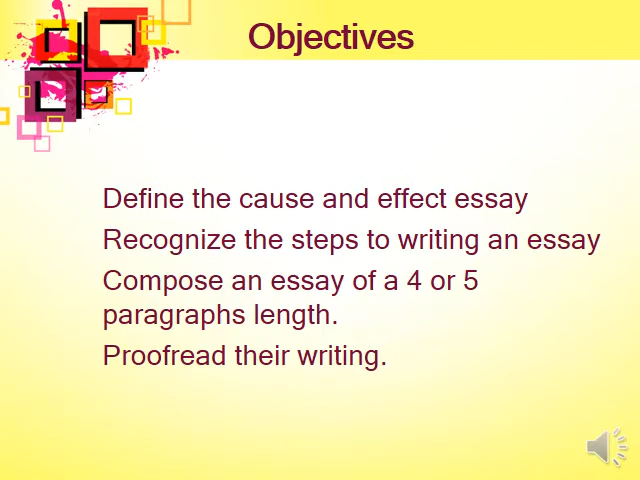 Objectives
Define the cause and effect essay
Recognize the steps to writing an essay
Compose an essay of a 4 or 5
paragraphs length.
Proofread their writing.